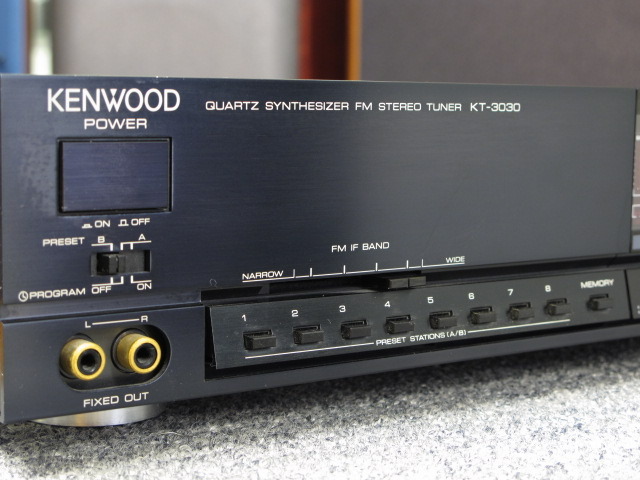 KENWOOD QUARTZ SYNTHESIZER FM STEREO TUNER KT-3030
POWER
ON OFF
PRESET B A
PROGRAM OFF ON
FM IF BAND
NARROW WIDE
1 2 3 4 5 6 7 8 MEMORY
PRESET STATIONS (A/B)
L R
FIXED OUT